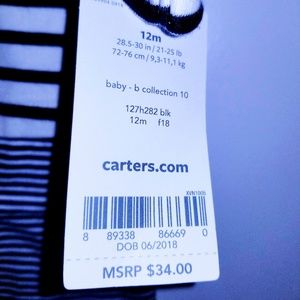 12m
28.5-30 in / 21-25 lb
72-76 cm / 9,3-11,1 kg
baby - b collection 10
127h282 blk
12m f18
carters.com
XVN1005
8 89338 86669 0
DOB 06/2018
MSRP $34.00